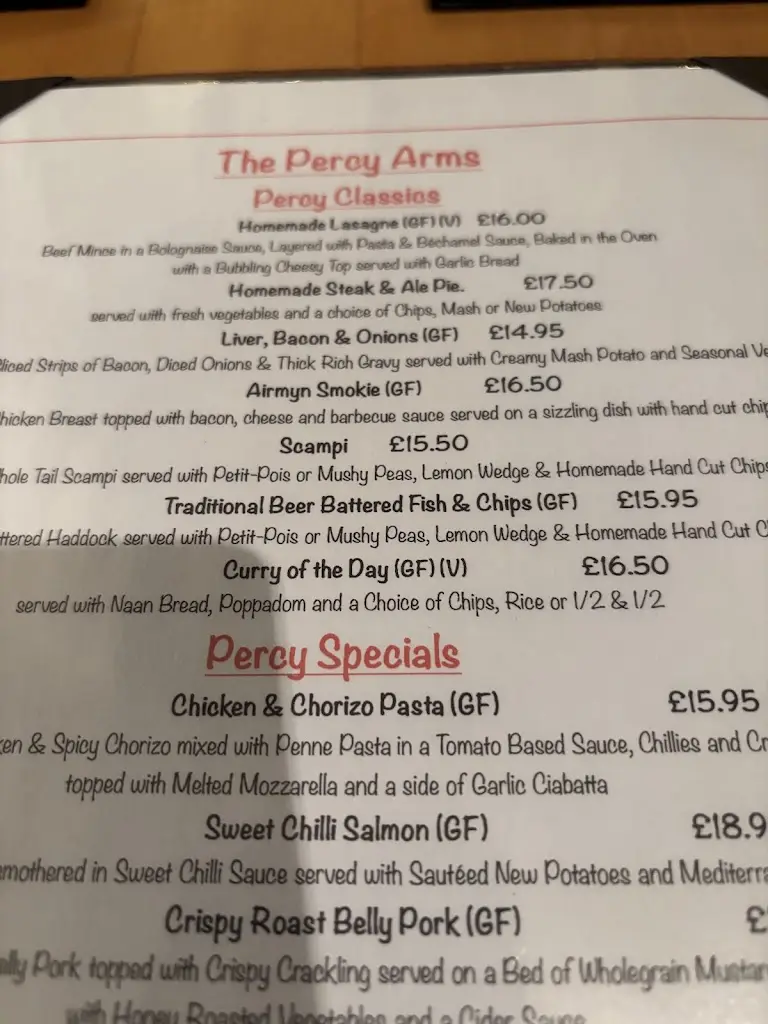 The Percy Arms
Percy Classics
Homemade Lasagne (GF) (V) £16.00
Beef Mince in a Bolognaise Sauce, Layered with Pasta & Bechamel Sauce, Baked in the Oven
with a Bubbling Cheesy Top served with Garlic Bread
Homemade Steak & Ale Pie. £17.50
served with fresh vegetables and a choice of Chips, Mash or New Potatoes
Liver, Bacon & Onions (GF) £14.95
Strips of Bacon, Diced Onions & Thick Rich Gravy served with Creamy Mash Potato and Seasonal
Airmyn Smokie (GF) £16.50
Breast topped with bacon, cheese and barbecue sauce served on a sizzling dish with hand cut
Scampi £15.50
Tail Scampi served with Petit-Pois or Mushy Peas, Lemon Wedge & Homemade Hand Cut Chips
Traditional Beer Battered Fish & Chips (GF) £15.95
Haddock served with Petit-Pois or Mushy Peas, Lemon Wedge & Homemade Hand Cut
Curry of the Day (GF) (V) £16.50
served with Naan Bread, Poppadom and a Choice of Chips, Rice or 1/2 & 1/2
Percy Specials
Chicken & Chorizo Pasta (GF) £15.95
& Spicy Chorizo mixed with Penne Pasta in a Tomato Based Sauce, Chillies and
topped with Melted Mozzarella and a side of Garlic Ciabatta
Sweet Chilli Salmon (GF) £18.9
in Sweet Chilli Sauce served with Sautéed New Potatoes and
Crispy Roast Belly Pork (GF) £
Pork topped with Crispy Crackling served on a Bed of Wholegrain
with Honey Roasted Vegetables and a Cider Sauce